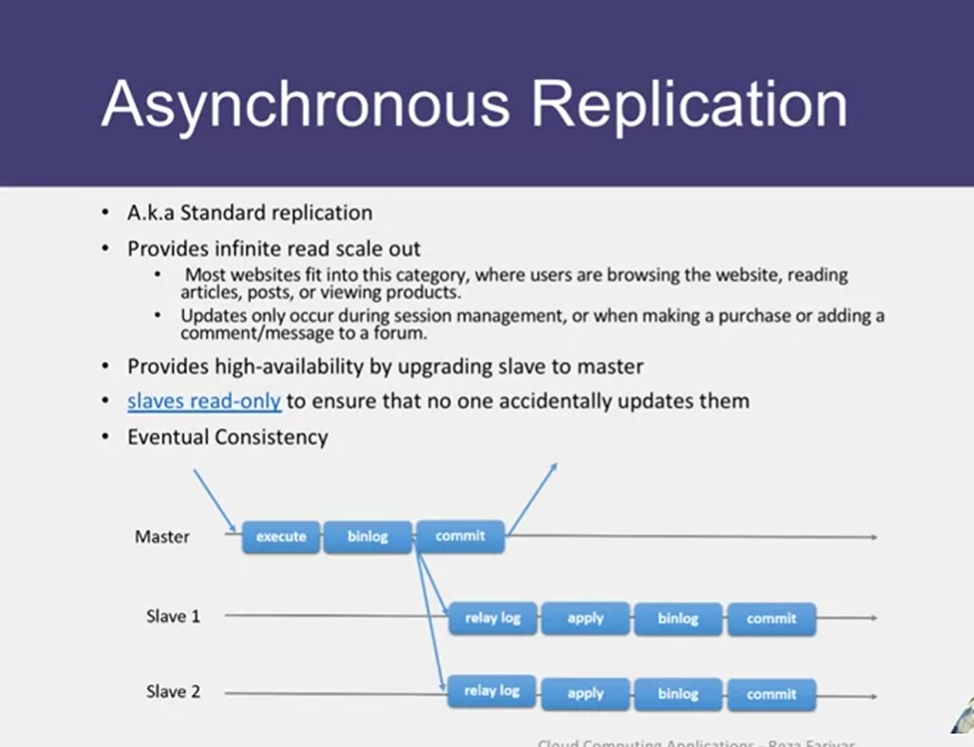 Asynchronous Replication
• A.k.a Standard replication
• Provides infinite read scale out
• Most websites fit into this category, where users are browsing the website, reading
articles, posts, or viewing products.
• Updates only occur during session management, or when making a purchase or adding a
comment/message to a forum.
• Provides high-availability by upgrading slave to master
• slaves read-only to ensure that no one accidentally updates them
• Eventual Consistency
Master execute binlog commit
Slave 1 relay log apply binlog commit
Slave 2 relay log apply binlog commit
Cloud Computing Applications - Reza Farivar